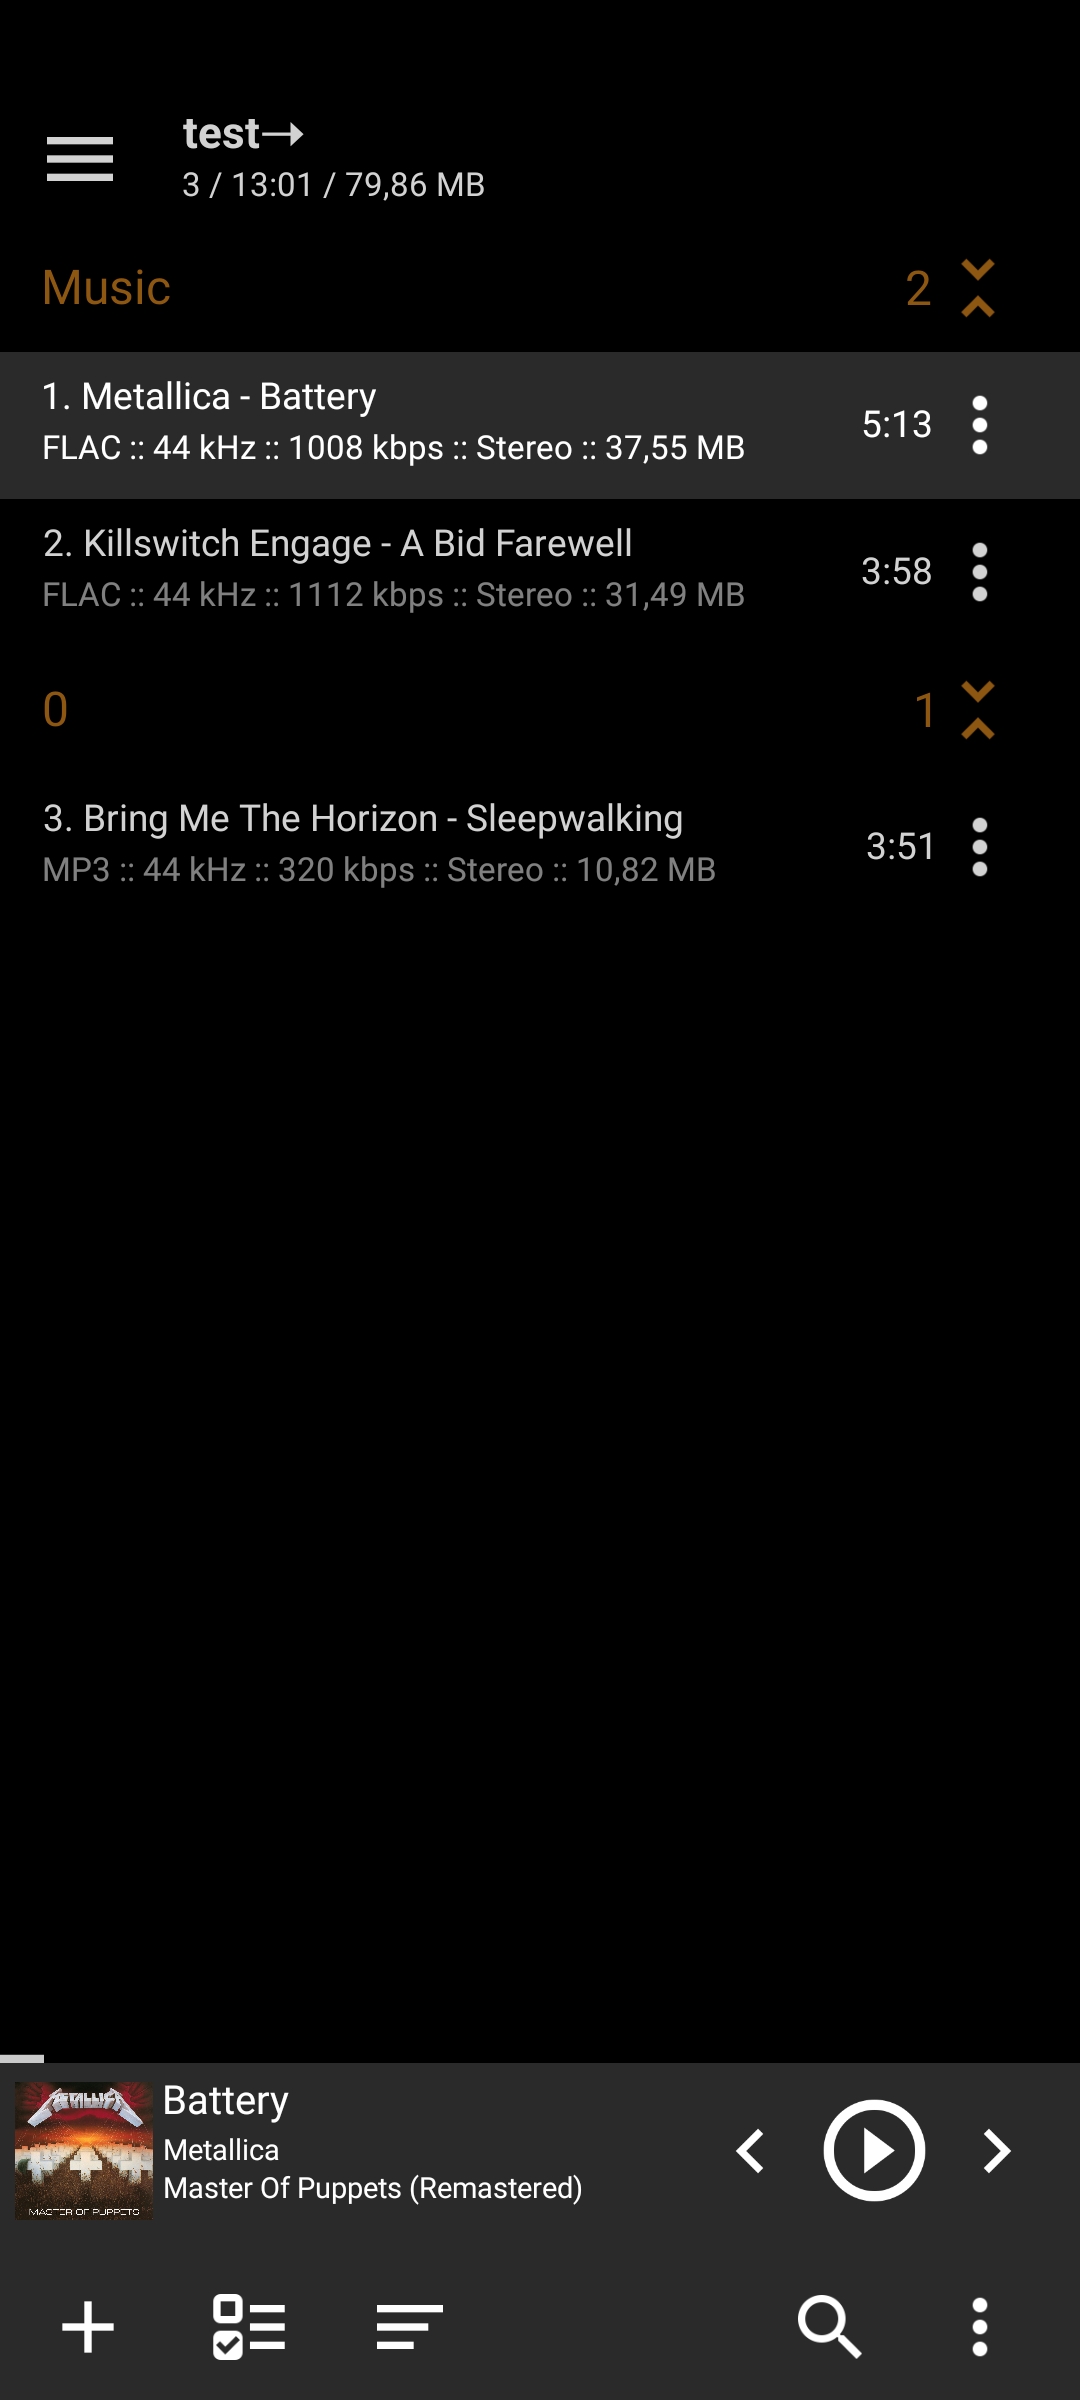 test→
3 / 13:01 / 79,86 MB
Music 2
1. Metallica - Battery
FLAC :: 44 kHz :: 1008 kbps :: Stereo :: 37,55 MB
5:13
2. Killswitch Engage - A Bid Farewell
FLAC :: 44 kHz :: 1112 kbps :: Stereo :: 31,49 MB
3:58
0 1
3. Bring Me The Horizon - Sleepwalking
MP3 :: 44 kHz :: 320 kbps :: Stereo :: 10,82 MB
3:51
METALLICA
MASTER OF PUPPETS
Battery
Metallica
Master Of Puppets (Remastered)